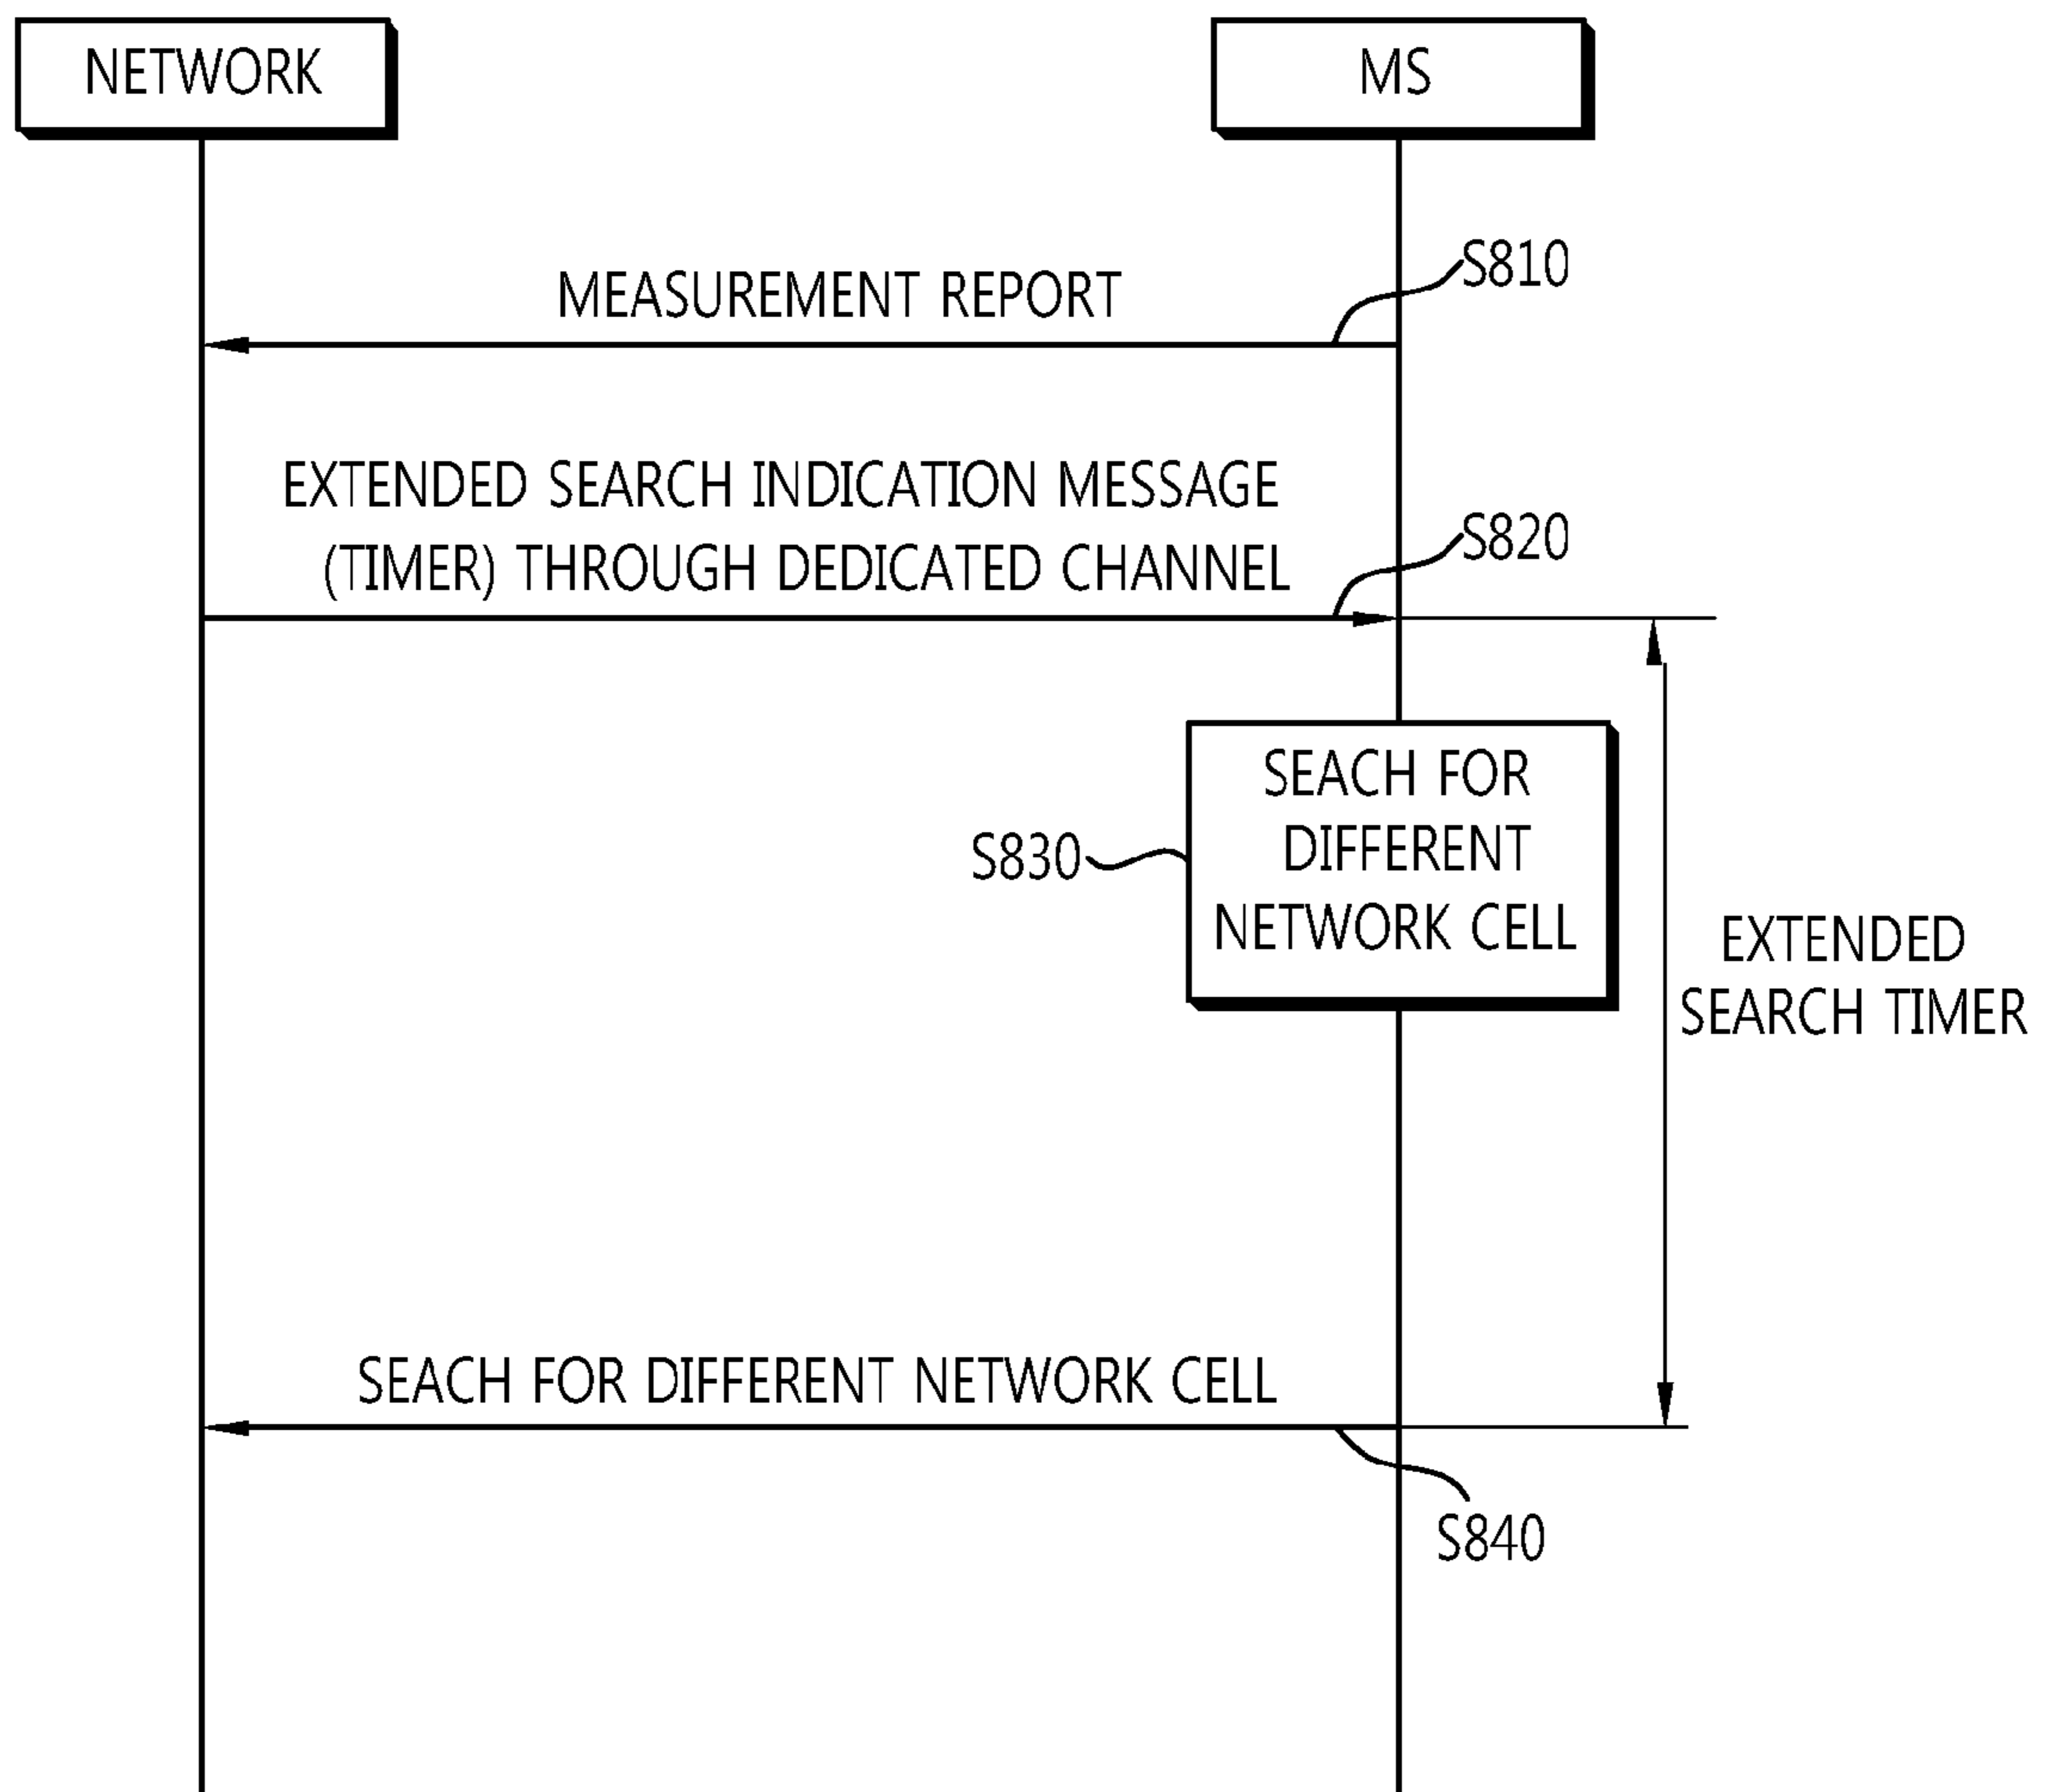 NETWORK
MS
S810
MEASUREMENT REPORT
EXTENDED SEARCH INDICATION MESSAGE
(TIMER) THROUGH DEDICATED CHANNEL
S820
SEACH FOR
DIFFERENT
NETWORK CELL
S830
EXTENDED
SEARCH TIMER
SEACH FOR DIFFERENT NETWORK CELL
S840